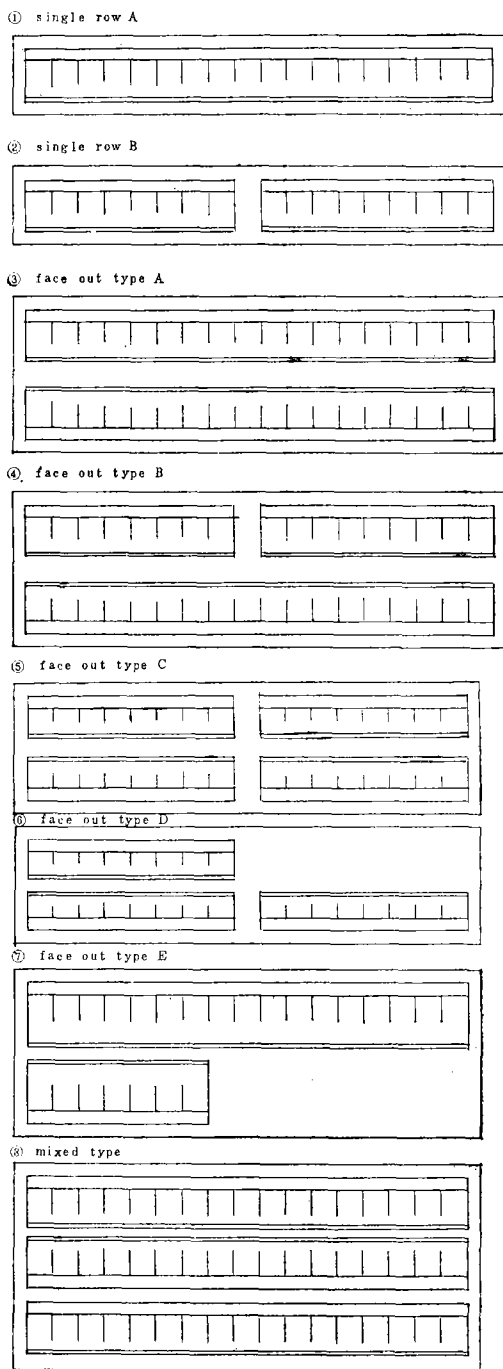 ① single row A
② single row B
③ face out type A
④ face out type B
⑤ face out type C
⑥ face out type D
⑦ face out type E
⑧ mixed type